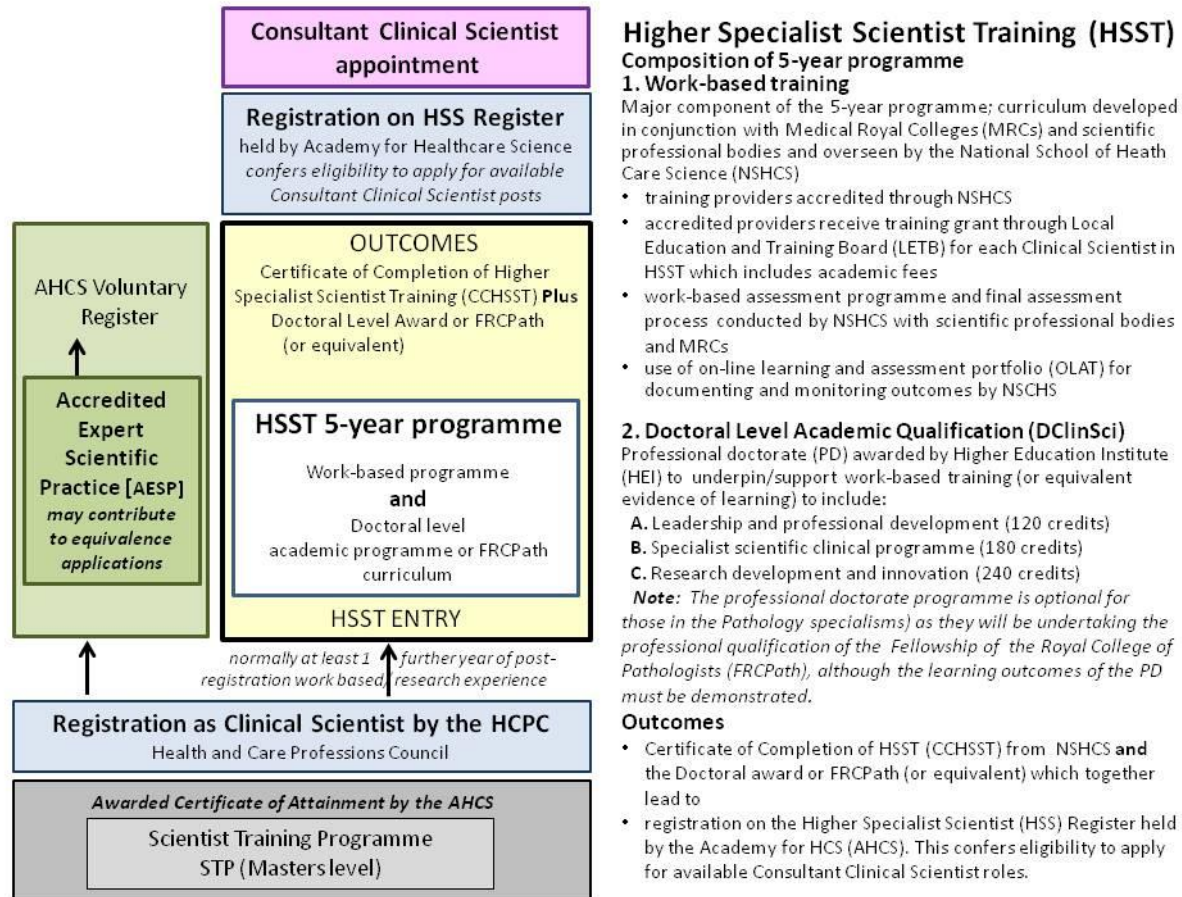 Consultant Clinical Scientist
appointment
Registration on HSS Register
held by Academy for Healthcare Science
confers eligibility to apply for available
Consultant Clinical Scientist posts
OUTCOMES
Certificate of Completion of Higher
Specialist Scientist Training (CCHSST) Plus
Doctoral Level Award or FRCPath
(or equivalent)
HSST 5-year programme
Work-based programme
and
Doctoral level
academic programme or FRCPath
curriculum
HSST ENTRY
AHCS Voluntary
Register
Accredited
Expert
Scientific
Practice [AESP]
may contribute
to equivalence
applications
normally at least 1 further year of post-
registration work based/research experience
Registration as Clinical Scientist by the HCPC
Health and Care Professions Council
Awarded Certificate of Attainment by the AHCS
Scientist Training Programme
STP (Masters level)
Higher Specialist Scientist Training (HSST)
Composition of 5-year programme
1. Work-based training
Major component of the 5-year programme; curriculum developed
in conjunction with Medical Royal Colleges (MRCs) and scientific
professional bodies and overseen by the National School of Heath
Care Science (NSHCS)
• training providers accredited through NSHCS
• accredited providers receive training grant through Local
Education and Training Board (LETB) for each Clinical Scientist in
HSST which includes academic fees
• work-based assessment programme and final assessment
process conducted by NSHCS with scientific professional bodies
and MRCs
• use of on-line learning and assessment portfolio (OLAT) for
documenting and monitoring outcomes by NSCHS
2. Doctoral Level Academic Qualification (DClinSci)
Professional doctorate (PD) awarded by Higher Education Institute
(HEI) to underpin/support work-based training (or equivalent
evidence of learning) to include:
A. Leadership and professional development (120 credits)
B. Specialist scientific clinical programme (180 credits)
C. Research development and innovation (240 credits)
Note: The professional doctorate programme is optional for
those in the Pathology specialisms) as they will be undertaking the
professional qualification of the Fellowship of the Royal College of
Pathologists (FRCPath), although the learning outcomes of the PD
must be demonstrated.
Outcomes
• Certificate of Completion of HSST (CCHSST) from NSHCS and
the Doctoral award or FRCPath (or equivalent) which together
lead to
• registration on the Higher Specialist Scientist (HSS) Register held
by the Academy for HCS (AHCS). This confers eligibility to apply
for available Consultant Clinical Scientist roles.